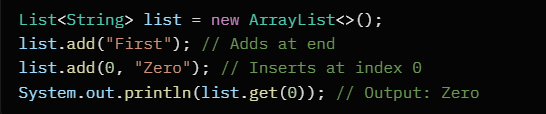 List<String> list = new ArrayList<>();
list.add("First"); // Adds at end
list.add(0, "Zero"); // Inserts at index 0
System.out.println(list.get(0)); // Output: Zero